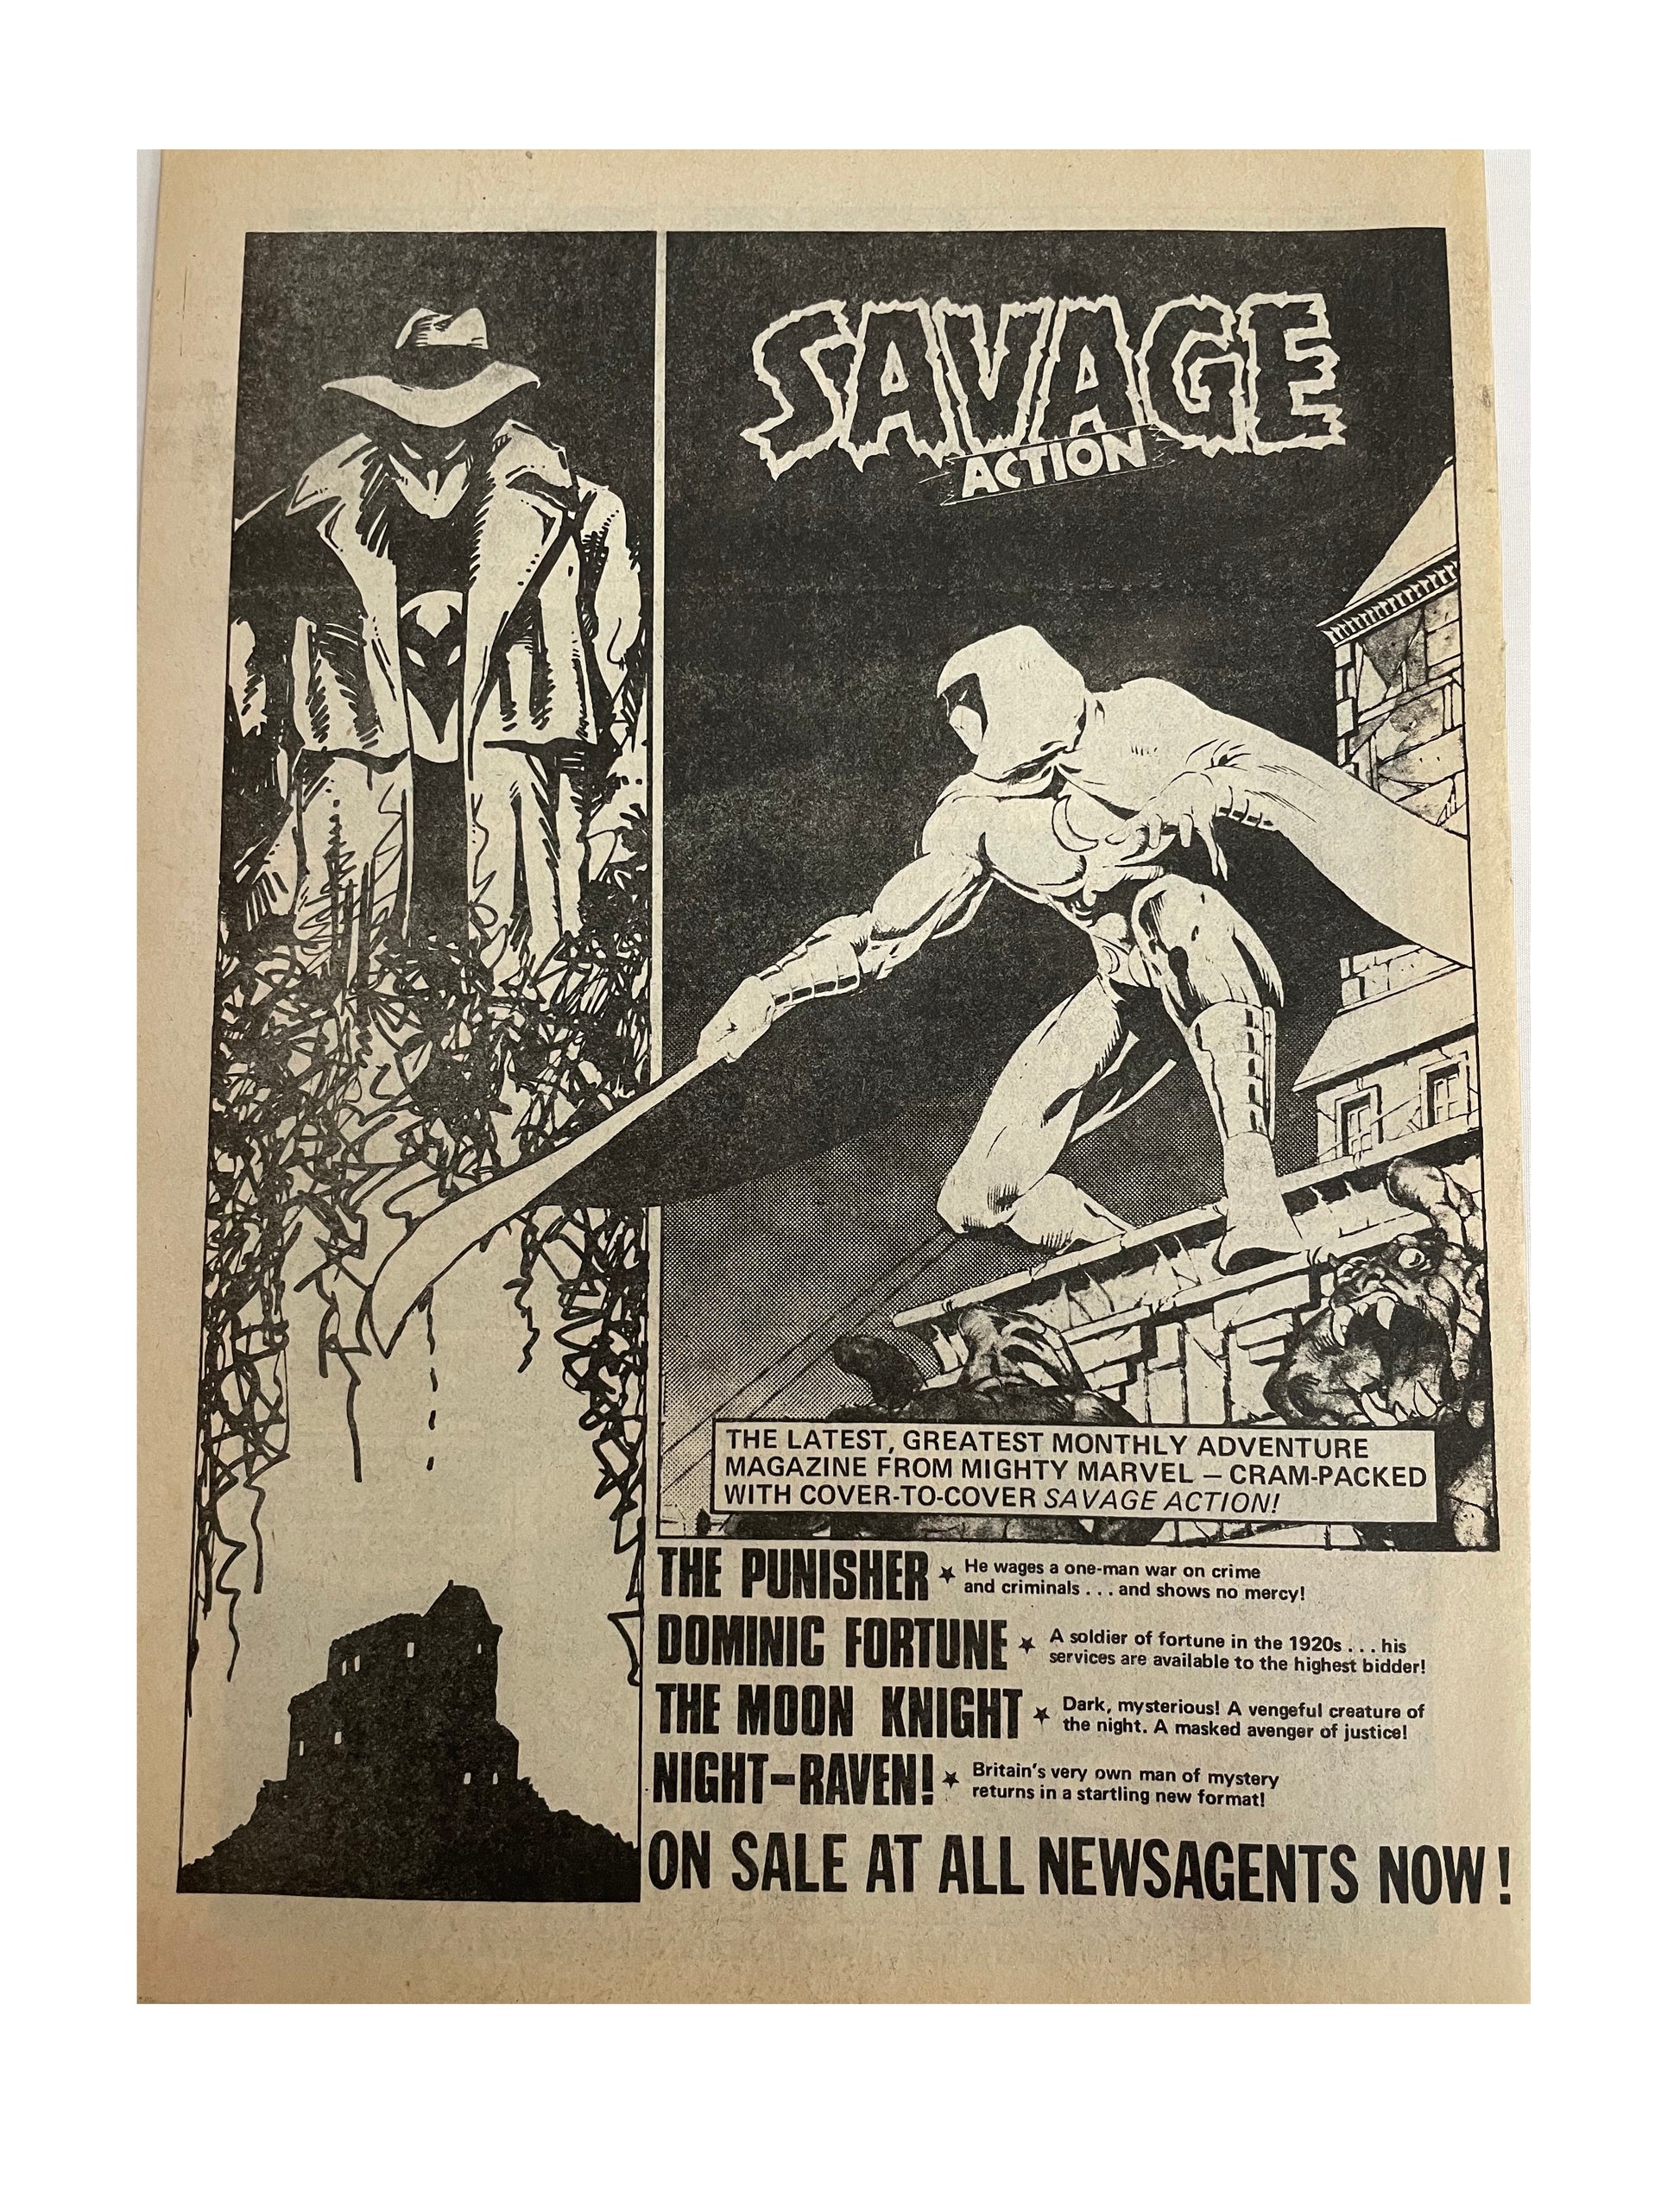 SAVAGE
ACTION
THE LATEST, GREATEST MONTHLY ADVENTURE
MAGAZINE FROM MIGHTY MARVEL — CRAM-PACKED
WITH COVER-TO-COVER SAVAGE ACTION!
THE PUNISHER ★ He wages a one-man war on crime
and criminals . . . and shows no mercy!
DOMINIC FORTUNE ★ A soldier of fortune in the 1920s . . . his
services are available to the highest bidder!
THE MOON KNIGHT ★ Dark, mysterious! A vengeful creature of
the night. A masked avenger of justice!
NIGHT-RAVEN! ★ Britain's very own man of mystery
returns in a startling new format!
ON SALE AT ALL NEWSAGENTS NOW!